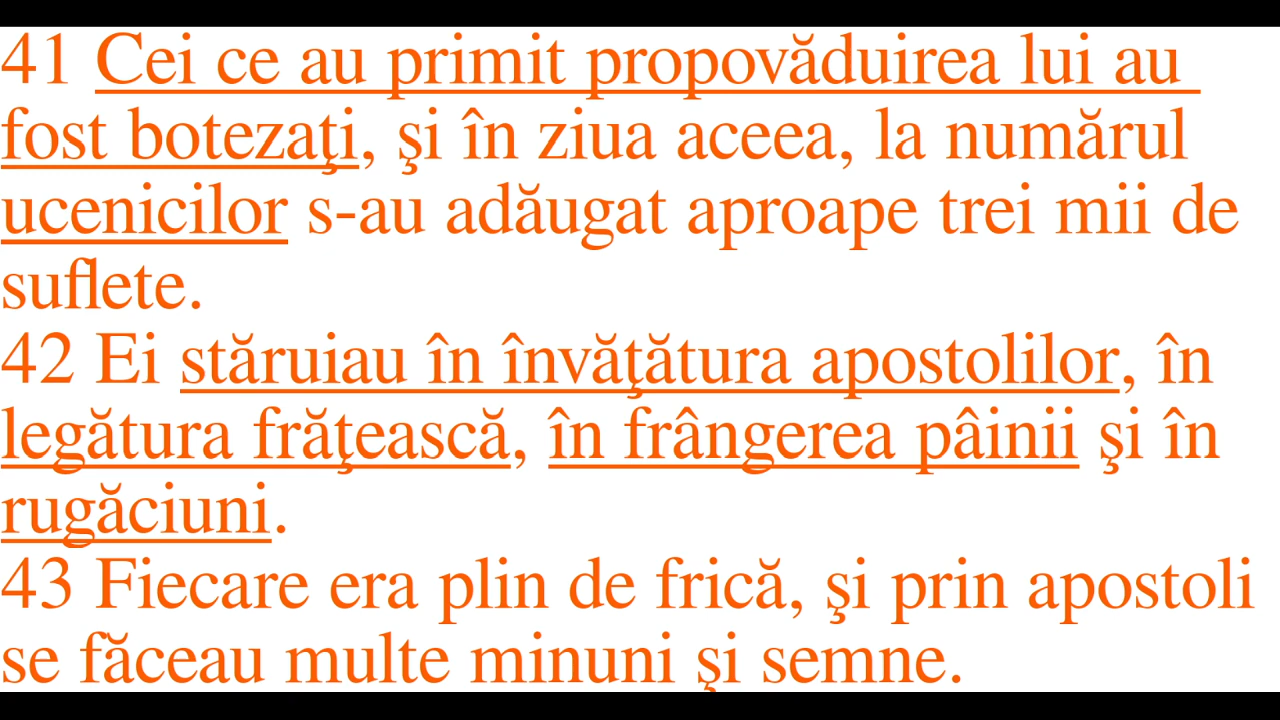 41 Cei ce au primit propovăduirea lui au
fost botezaţi, şi în ziua aceea, la numărul
ucenicilor s-au adăugat aproape trei mii de
suflete.
42 Ei stăruiau în învăţătura apostolilor, în
legătura frăţească, în frângerea pâinii şi în
rugăciuni.
43 Fiecare era plin de frică, şi prin apostoli
se făceau multe minuni şi semne.